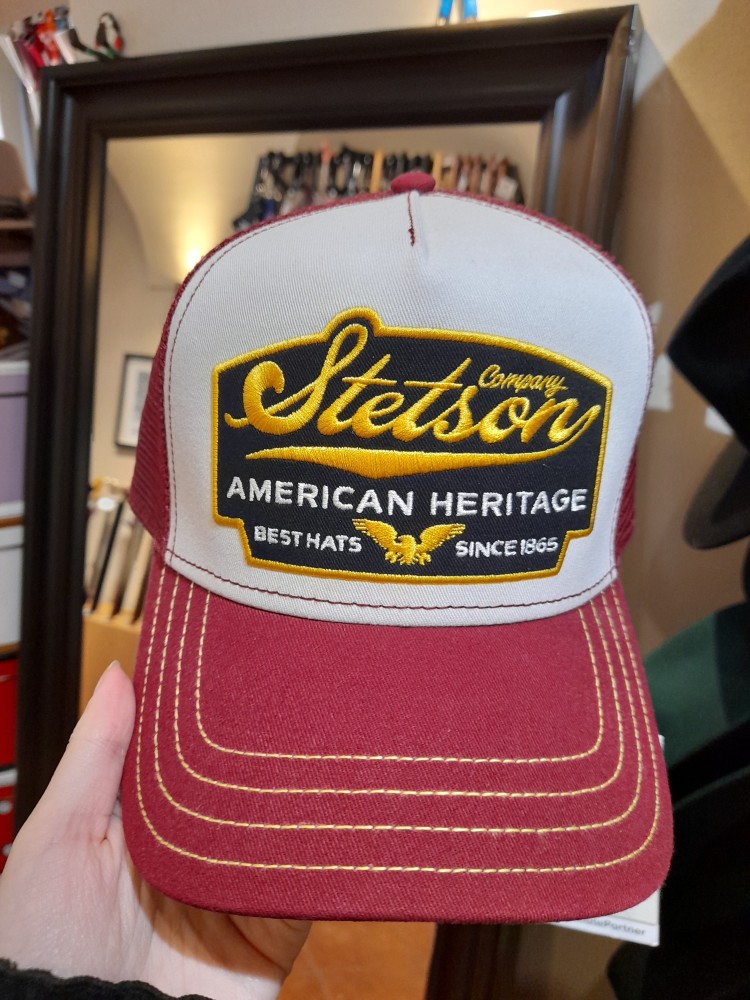 Company
Stetson
AMERICAN HERITAGE
BEST HATS
SINCE 1865